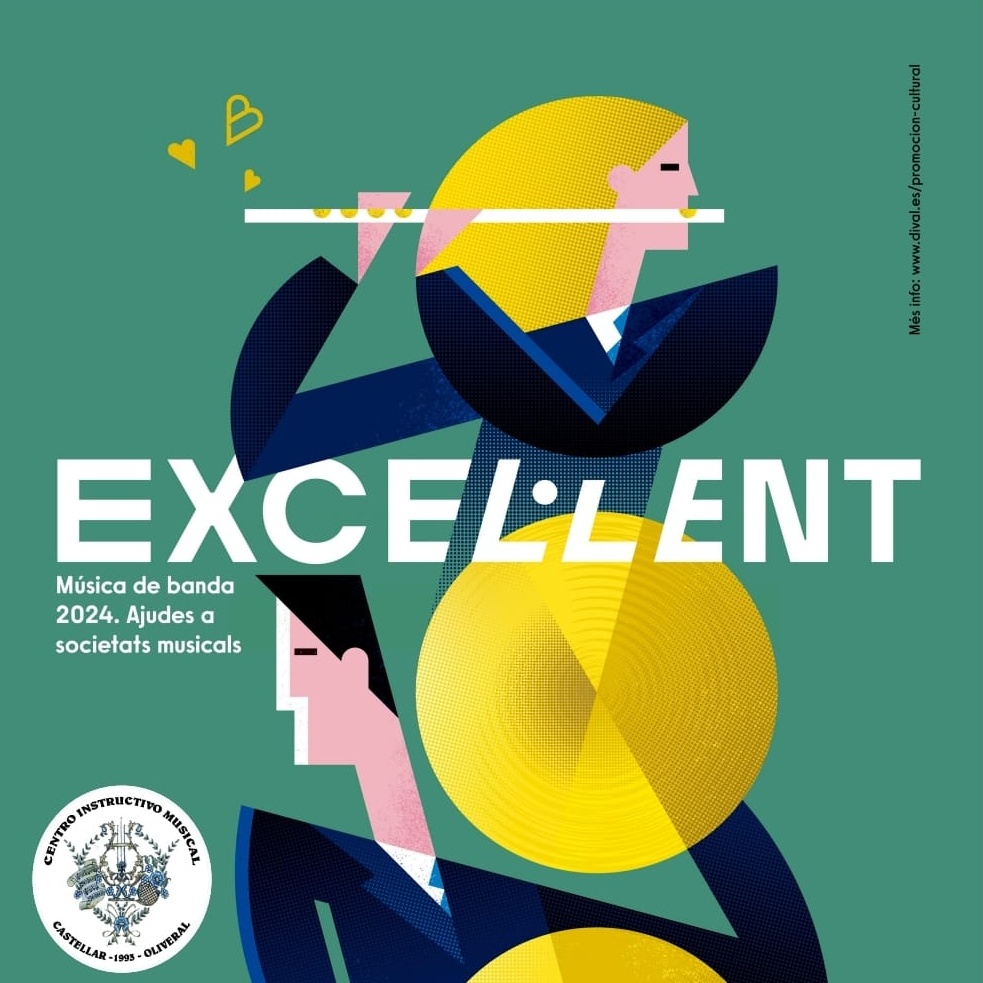 Més info: www.dival.es/promocion-cultural
EXCEL·LENT
Música de banda
2024. Ajudes a
societats musicals
CENTRO INSTRUCTIVO MUSICAL
CASTELLAR - 1993 - OLIVERAL